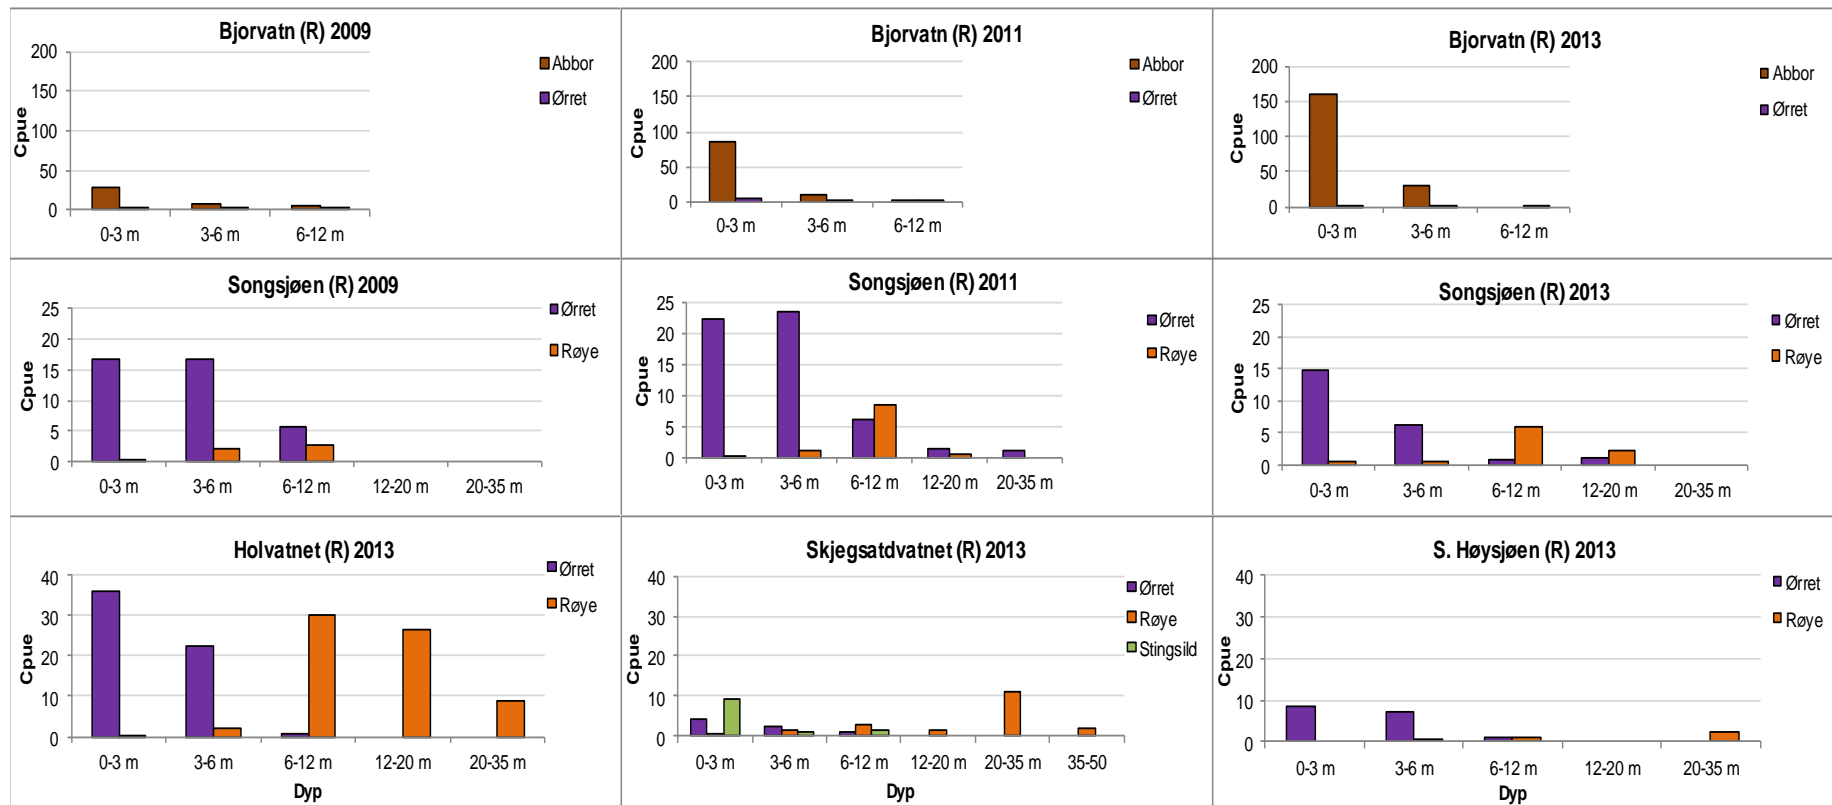 Bjorvatn (R) 2009
200
150
100
50
0
Cpue
0-3 m 3-6 m 6-12 m
Abbor
Ørret
Bjorvatn (R) 2011
200
150
100
50
0
Cpue
0-3 m 3-6 m 6-12 m
Abbor
Ørret
Bjorvatn (R) 2013
200
150
100
50
0
Cpue
0-3 m 3-6 m 6-12 m
Abbor
Ørret
Songsjøen (R) 2009
25
20
15
10
5
0
Cpue
0-3 m 3-6 m 6-12 m 12-20 m 20-35 m
Ørret
Røye
Songsjøen (R) 2011
25
20
15
10
5
0
Cpue
0-3 m 3-6 m 6-12 m 12-20 m 20-35 m
Ørret
Røye
Songsjøen (R) 2013
25
20
15
10
5
0
Cpue
0-3 m 3-6 m 6-12 m 12-20 m 20-35 m
Ørret
Røye
Holvatnet (R) 2013
40
30
20
10
0
Cpue
0-3 m 3-6 m 6-12 m 12-20 m 20-35 m
Dyp
Ørret
Røye
Skjegsatdvatnet (R) 2013
40
30
20
10
0
Cpue
0-3 m 3-6 m 6-12 m 12-20 m 20-35 m 35-50
Dyp
Ørret
Røye
Stingsild
S. Høysjøen (R) 2013
40
30
20
10
0
Cpue
0-3 m 3-6 m 6-12 m 12-20 m 20-35 m
Dyp
Ørret
Røye